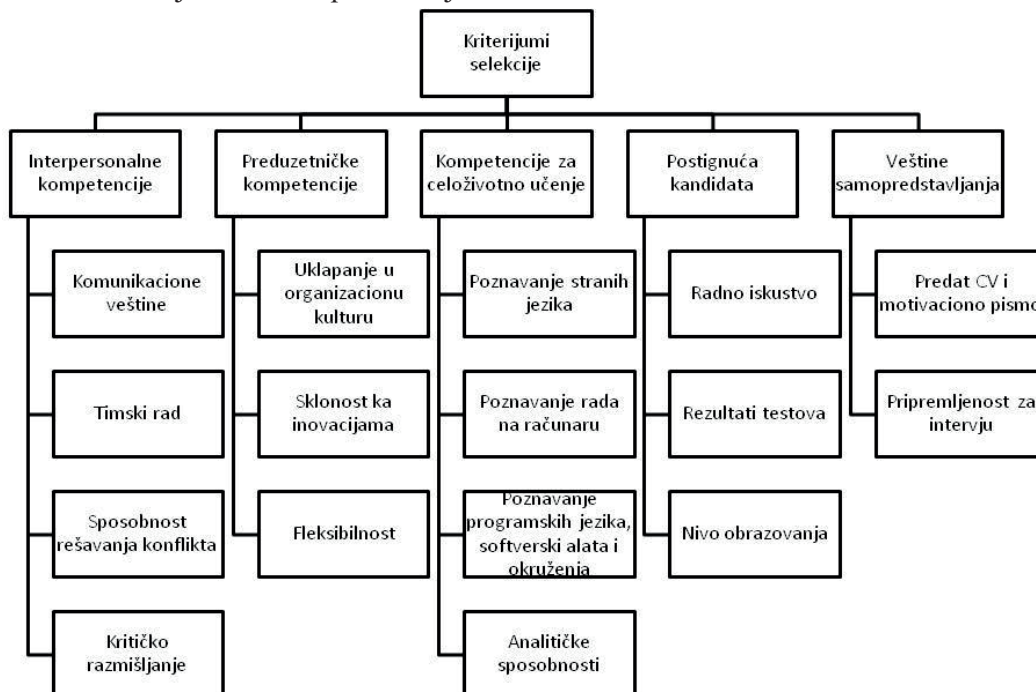 Kriterijumi
selekcije
Interpersonalne
kompetencije
Preduzetničke
kompetencije
Kompetencije za
celoživotno učenje
Postignuća
kandidata
Veštine
samopredstavljanja
Komunikacione
veštine
Timski rad
Sposobnost
rešavanja konflikta
Kritičko
razmišljanje
Uklapanje u
organizacionu
kulturu
Sklonost ka
inovacijama
Fleksibilnost
Poznavanje stranih
jezika
Poznavanje rada
na računaru
Poznavanje
programskih jezika,
softverski alata i
okruženja
Analitičke
sposobnosti
Radno iskustvo
Rezultati testova
Nivo obrazovanja
Predat CV i
motivaciono pismo
Pripremljenost za
intervju